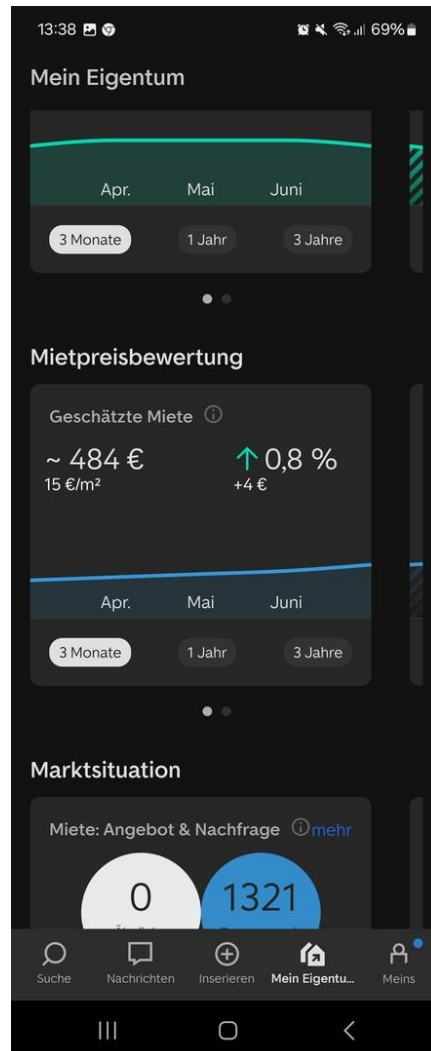 13:38 69%
Mein Eigentum
Apr. Mai Juni
3 Monate 1 Jahr 3 Jahre
Mietpreisbewertung
Geschätzte Miete
~ 484 € ↑ 0,8 %
15 €/m² +4 €
Apr. Mai Juni
3 Monate 1 Jahr 3 Jahre
Marktsituation
Miete: Angebot & Nachfrage mehr
0 1321
Suche Nachrichten Inserieren Mein Eigentu... Meins